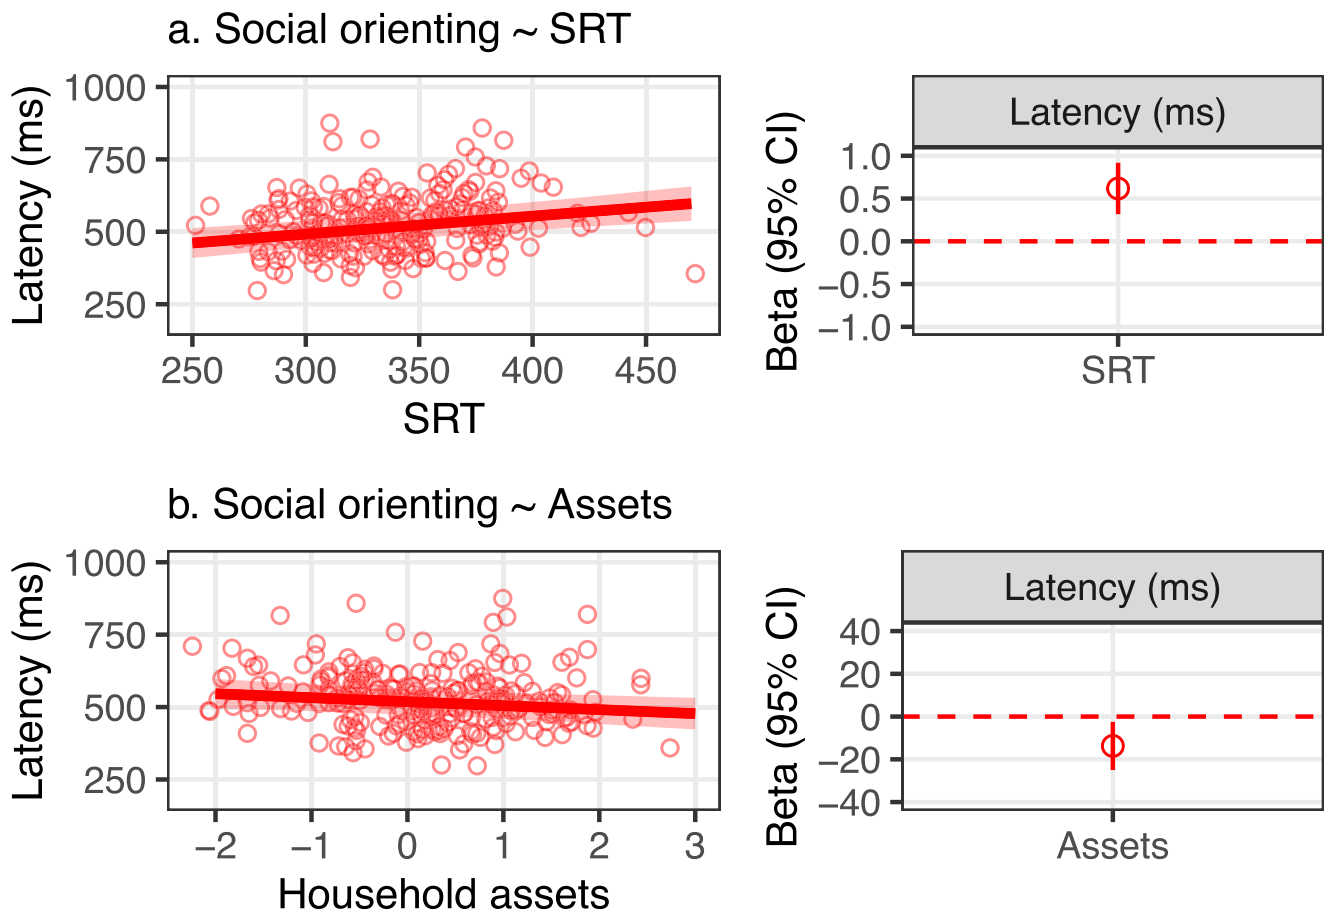 a. Social orienting ~ SRT
Latency (ms)
1000
750
500
250
250 300 350 400 450
SRT
Latency (ms)
Beta (95% CI)
1.0
0.5
0.0
−0.5
−1.0
SRT
b. Social orienting ~ Assets
Latency (ms)
1000
750
500
250
−2 −1 0 1 2 3
Household assets
Latency (ms)
Beta (95% CI)
40
20
0
−20
−40
Assets